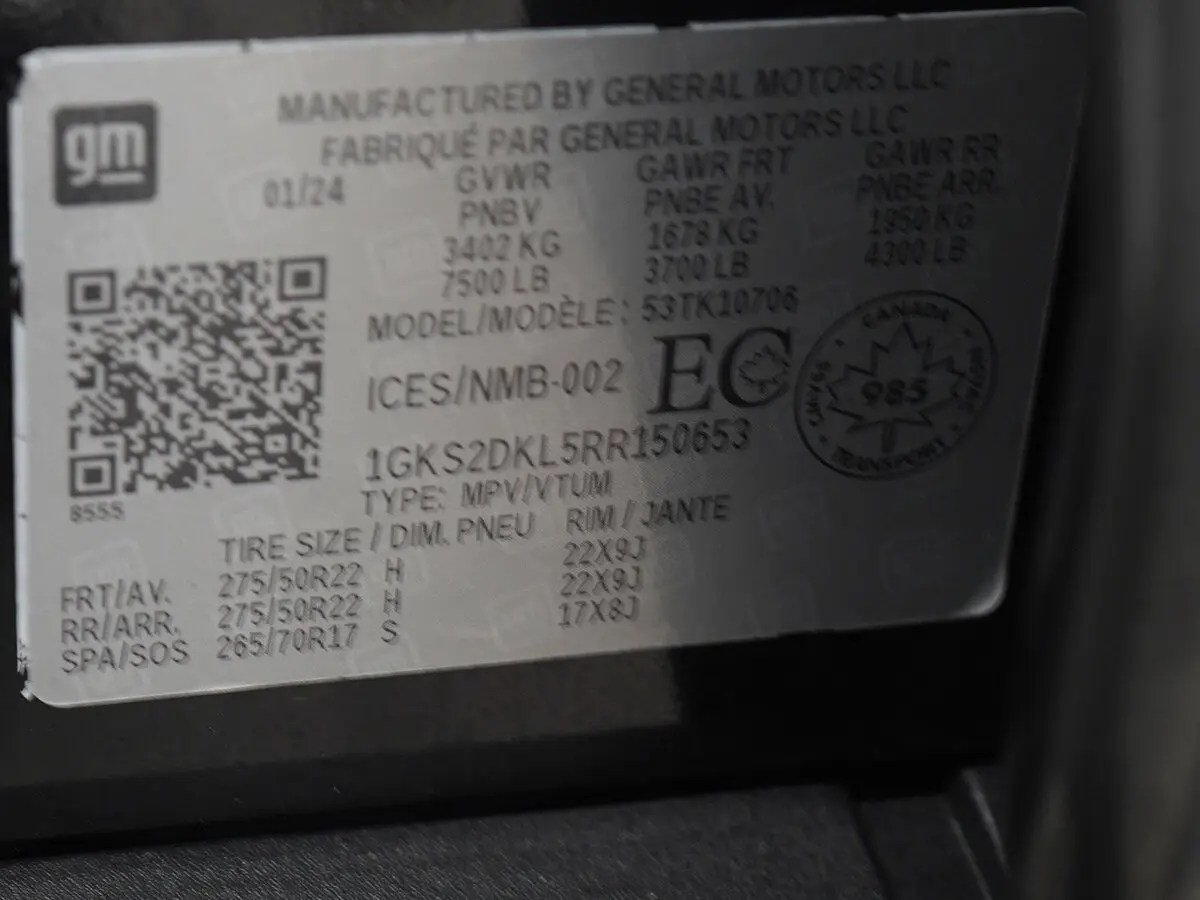 gm
MANUFACTURED BY GENERAL MOTORS LLC
FABRIQUÉ PAR GENERAL MOTORS LLC
01/24 GVWR GAWR FRT GAWR RR
PNBV PNBE AV. PNBE ARR.
3402 KG 1678 KG 1950 KG
7500 LB 3700 LB 4300 LB
MODEL/MODÈLE: 53TK10706
ICES/NMB-002 EC
CANADA
985
TRANSPORT
1GKS2DKL5RR150653
TYPE: MPV/VTUM
8555
TIRE SIZE / DIM. PNEU RIM / JANTE
FRT/AV. 275/50R22 H 22X9J
RR/ARR. 275/50R22 H 22X9J
SPA/SOS 265/70R17 S 17X8J